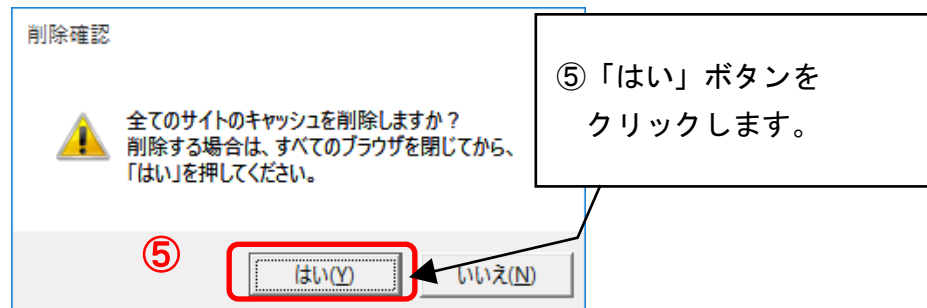 削除確認
全てのサイトのキャッシュを削除しますか？
削除する場合は、すべてのブラウザを閉じてから、
「はい」を押してください。
⑤「はい」ボタンを
クリックします。
⑤
はい(Y)
いいえ(N)